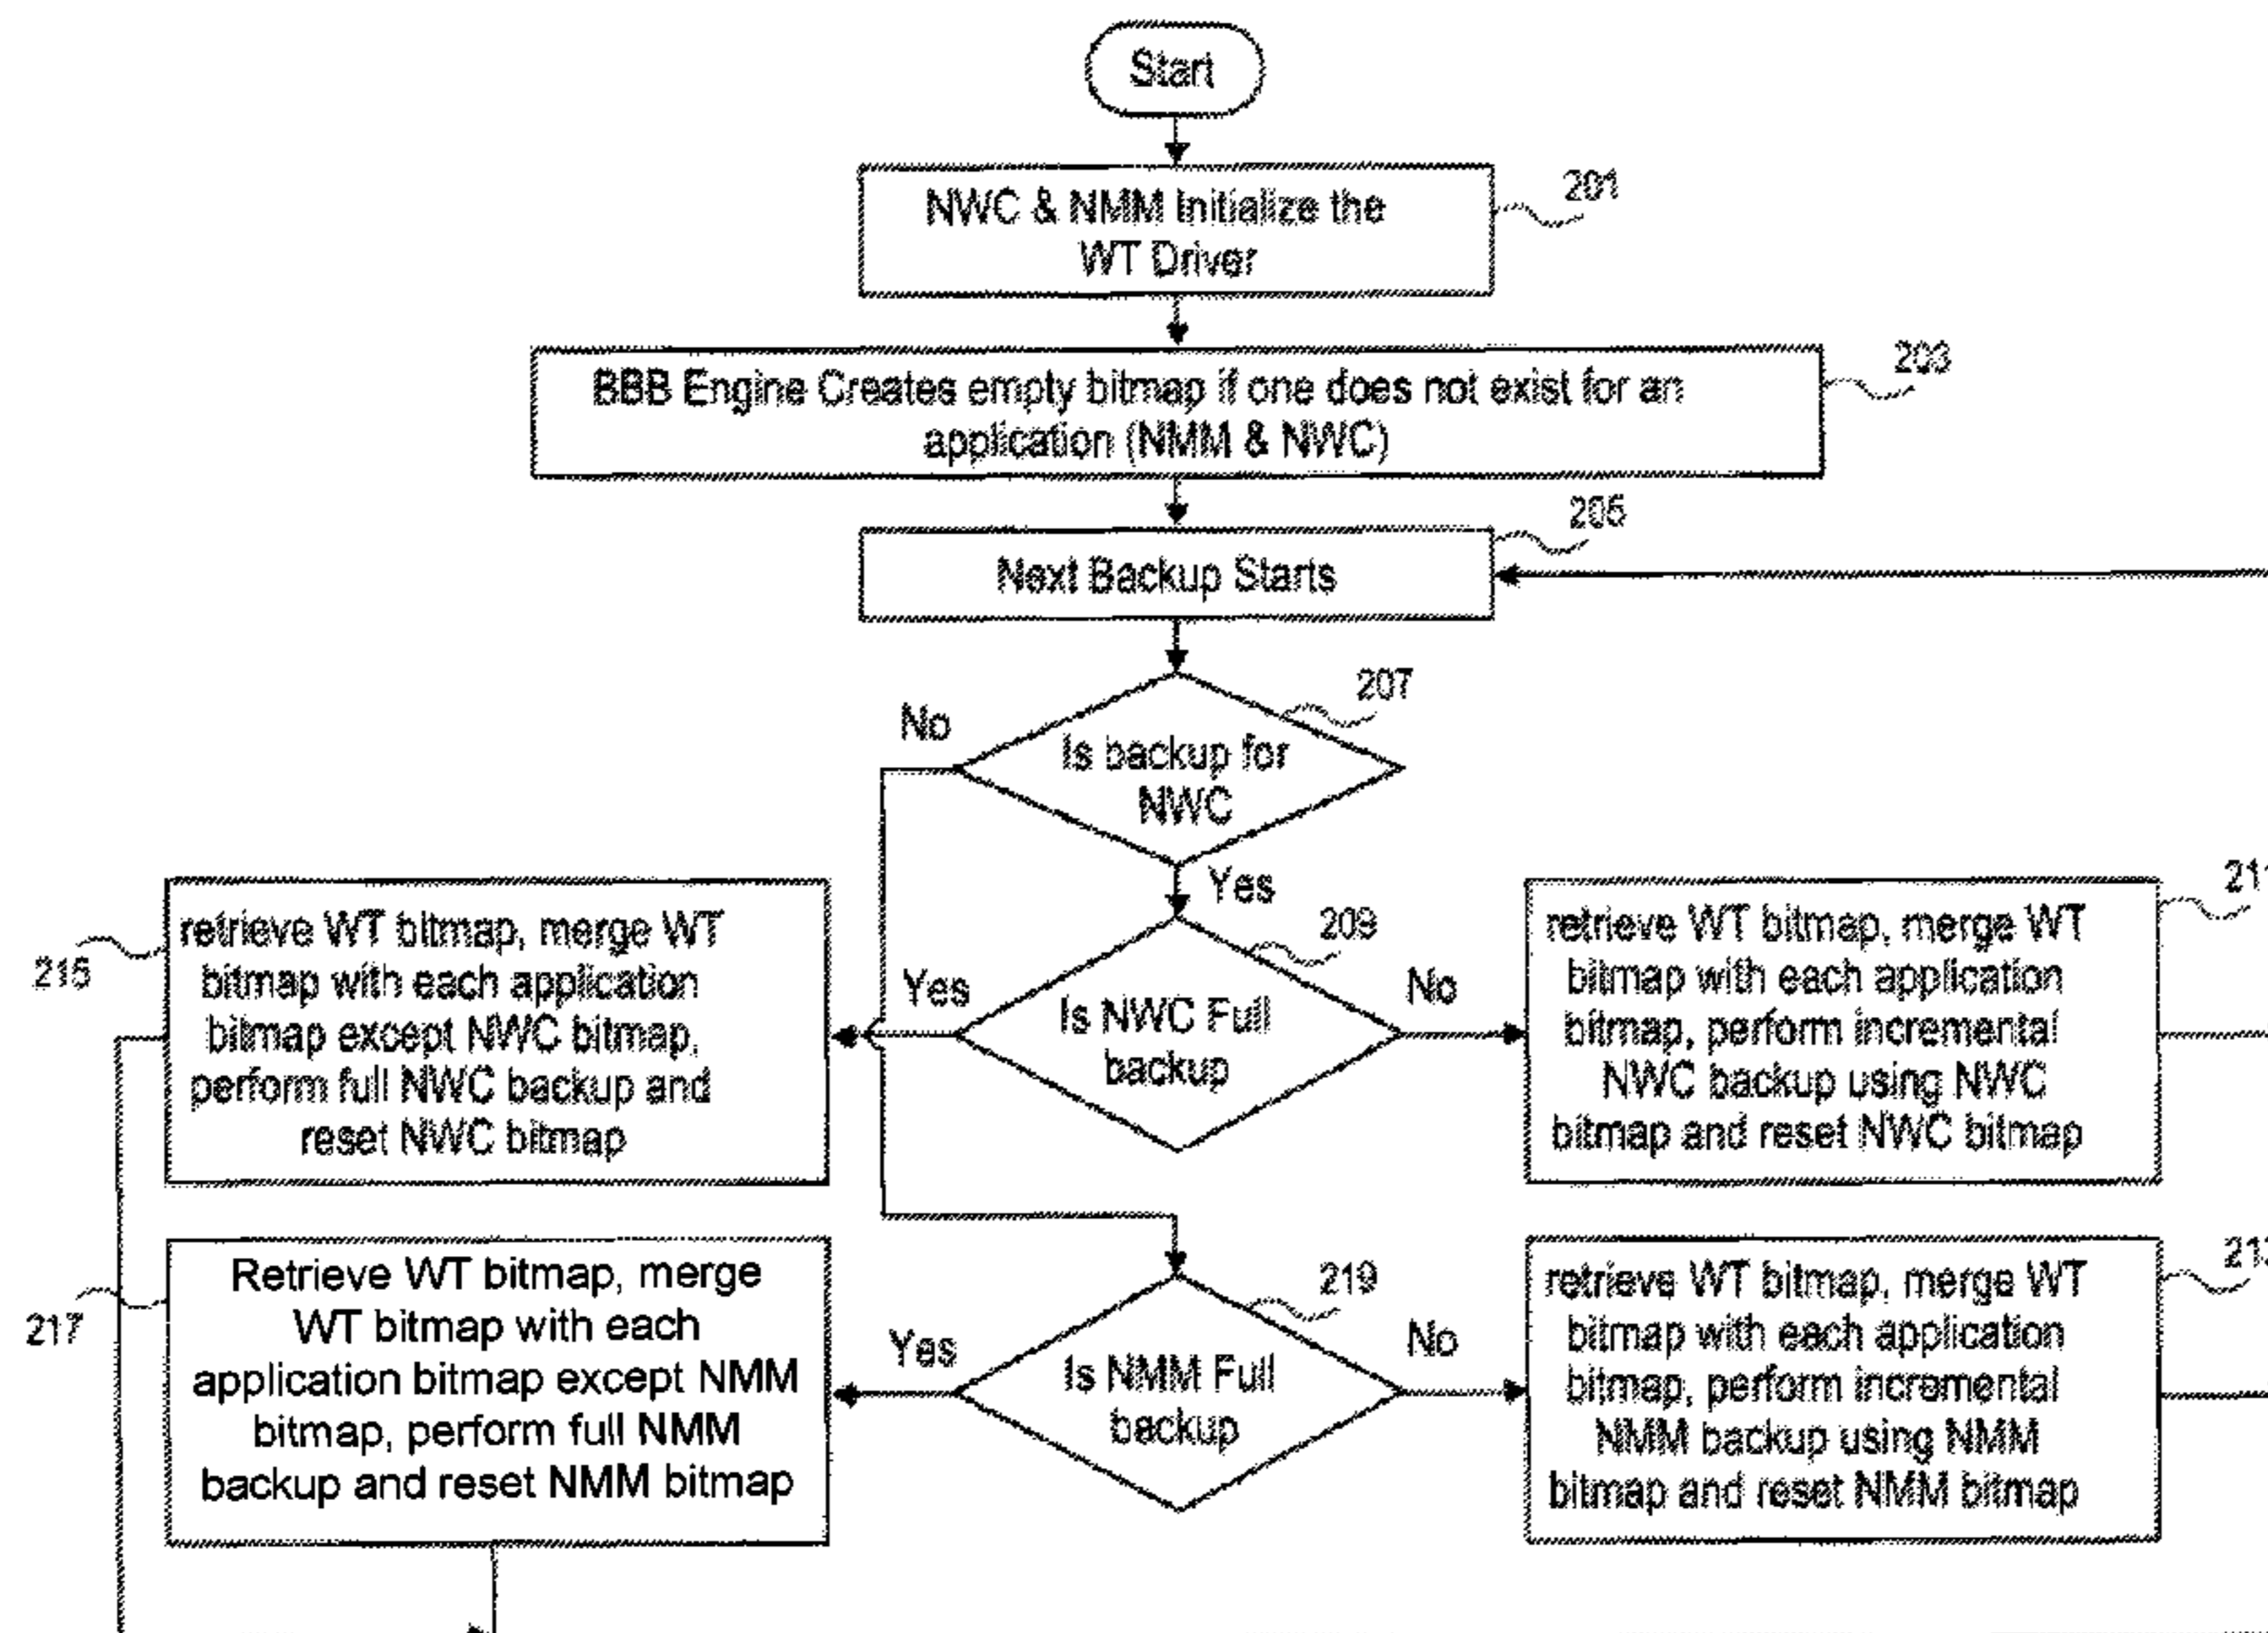 Start
NWC & NMM Initialize the
WT Driver
201
BBB Engine Creates empty bitmap if one does not exist for an
application (NMM & NWC)
203
Next Backup Starts
205
Is backup for
NWC
207
No
Yes
Is NWC Full
backup
209
Yes
No
retrieve WT bitmap, merge WT
bitmap with each application
bitmap except NWC bitmap,
perform full NWC backup and
reset NWC bitmap
215
retrieve WT bitmap, merge WT
bitmap with each application
bitmap, perform incremental
NWC backup using NWC
bitmap and reset NWC bitmap
211
Retrieve WT bitmap, merge
WT bitmap with each
application bitmap except NMM
bitmap, perform full NMM
backup and reset NMM bitmap
217
Is NMM Full
backup
219
Yes
No
retrieve WT bitmap, merge WT
bitmap with each application
bitmap, perform incremental
NMM backup using NMM
bitmap and reset NMM bitmap